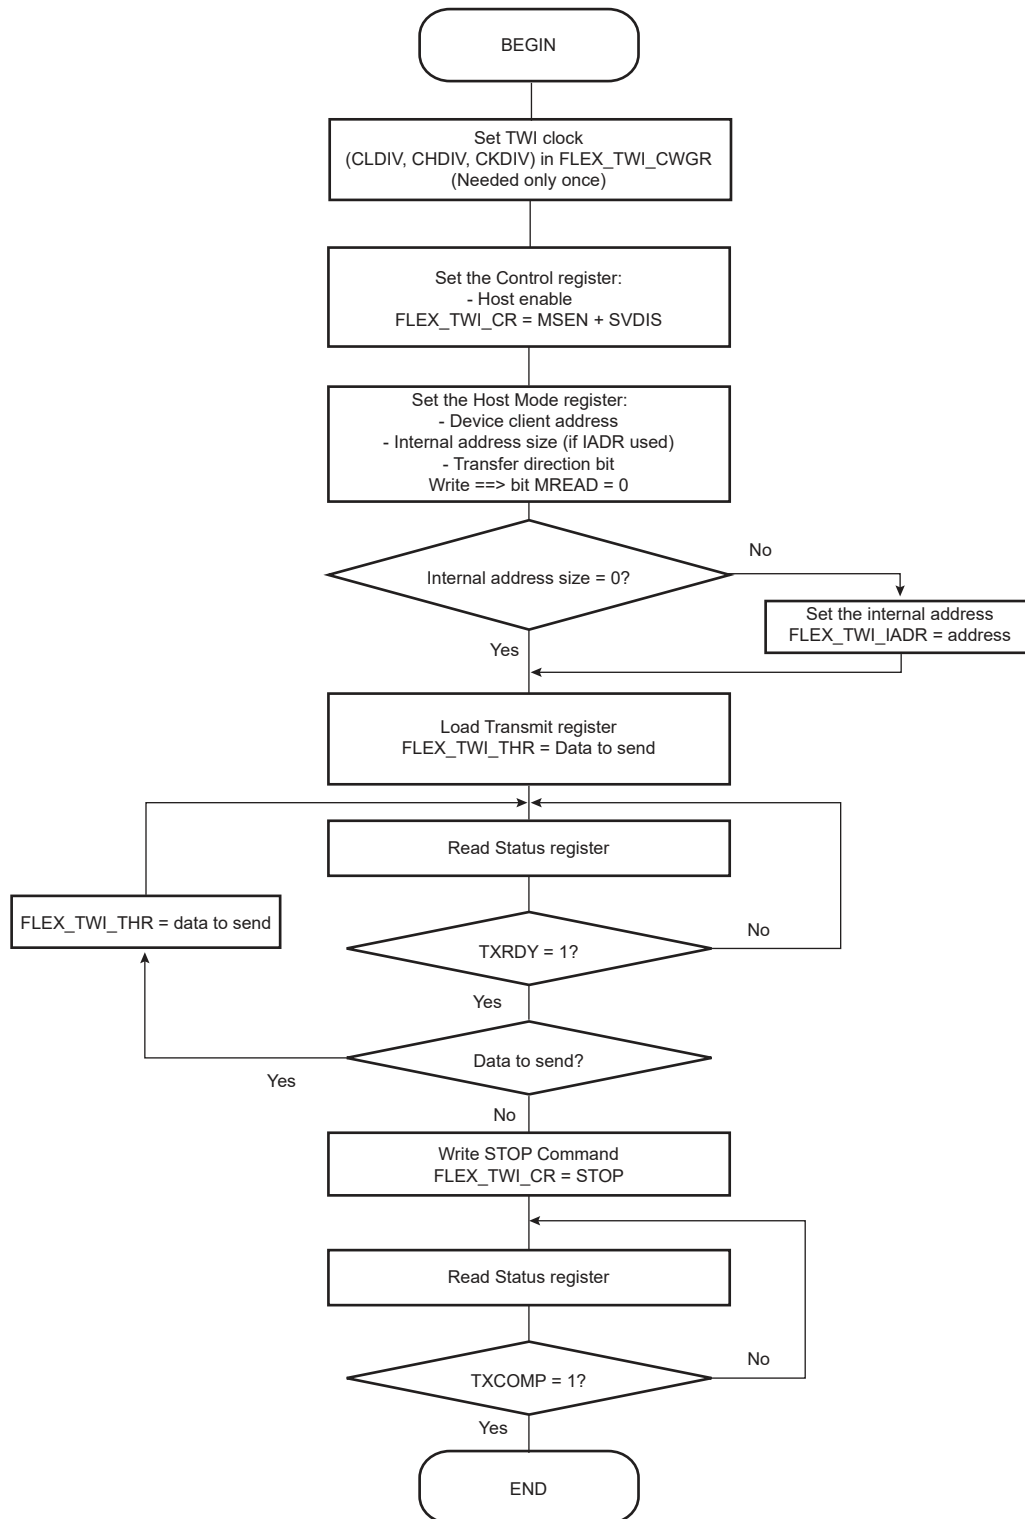 BEGIN
Set TWI clock
(CLDIV, CHDIV, CKDIV) in FLEX_TWI_CWGR
(Needed only once)
Set the Control register:
- Host enable
FLEX_TWI_CR = MSEN + SVDIS
Set the Host Mode register:
- Device client address
- Internal address size (if IADR used)
- Transfer direction bit
Write ==> bit MREAD = 0
No
Internal address size = 0?
Set the internal address
FLEX_TWI_IADR = address
Yes
Load Transmit register
FLEX_TWI_THR = Data to send
Read Status register
FLEX_TWI_THR = data to send
No
TXRDY = 1?
Yes
Data to send?
Yes
No
Write STOP Command
FLEX_TWI_CR = STOP
Read Status register
No
TXCOMP = 1?
Yes
END